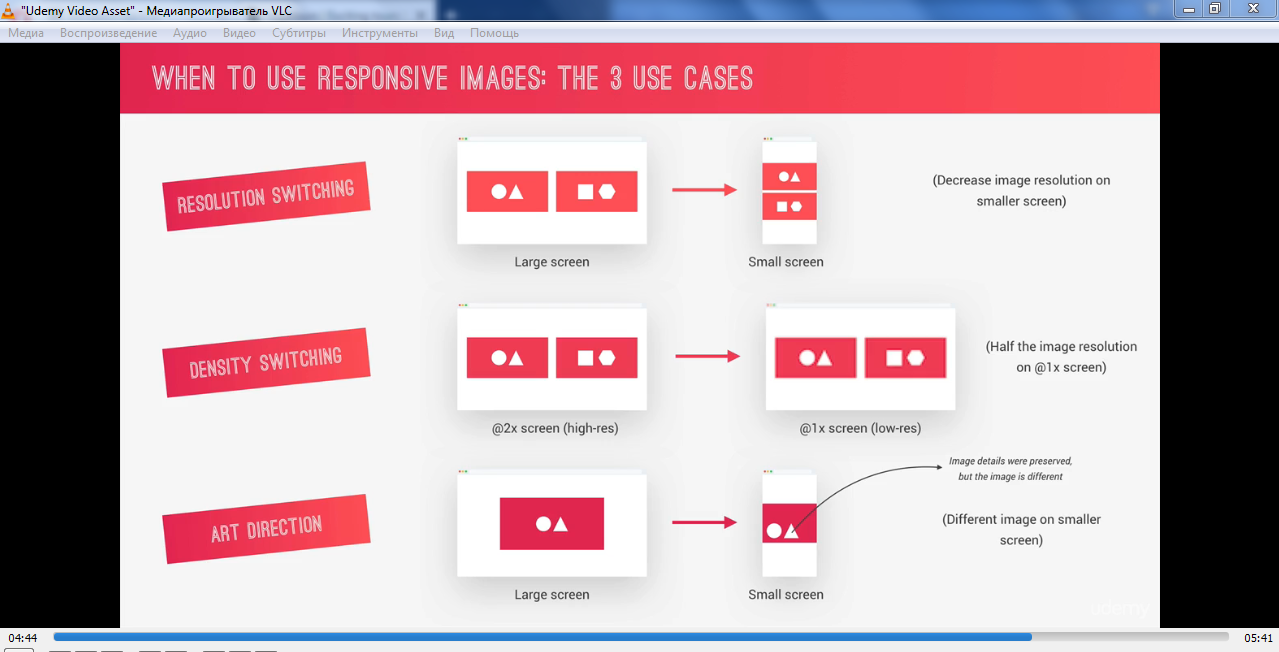 "Udemy Video Asset" - Медиапроигрыватель VLC
Медиа Воспроизведение Аудио Видео Субтитры Инструменты Вид Помощь
WHEN TO USE RESPONSIVE IMAGES: THE 3 USE CASES
RESOLUTION SWITCHING
(Decrease image resolution on
smaller screen)
Large screen
Small screen
DENSITY SWITCHING
(Half the image resolution
on @1x screen)
@2x screen (high-res)
@1x screen (low-res)
Image details were preserved,
but the image is different
ART DIRECTION
(Different image on smaller
screen)
Large screen
Small screen
udemy
04:44
05:41